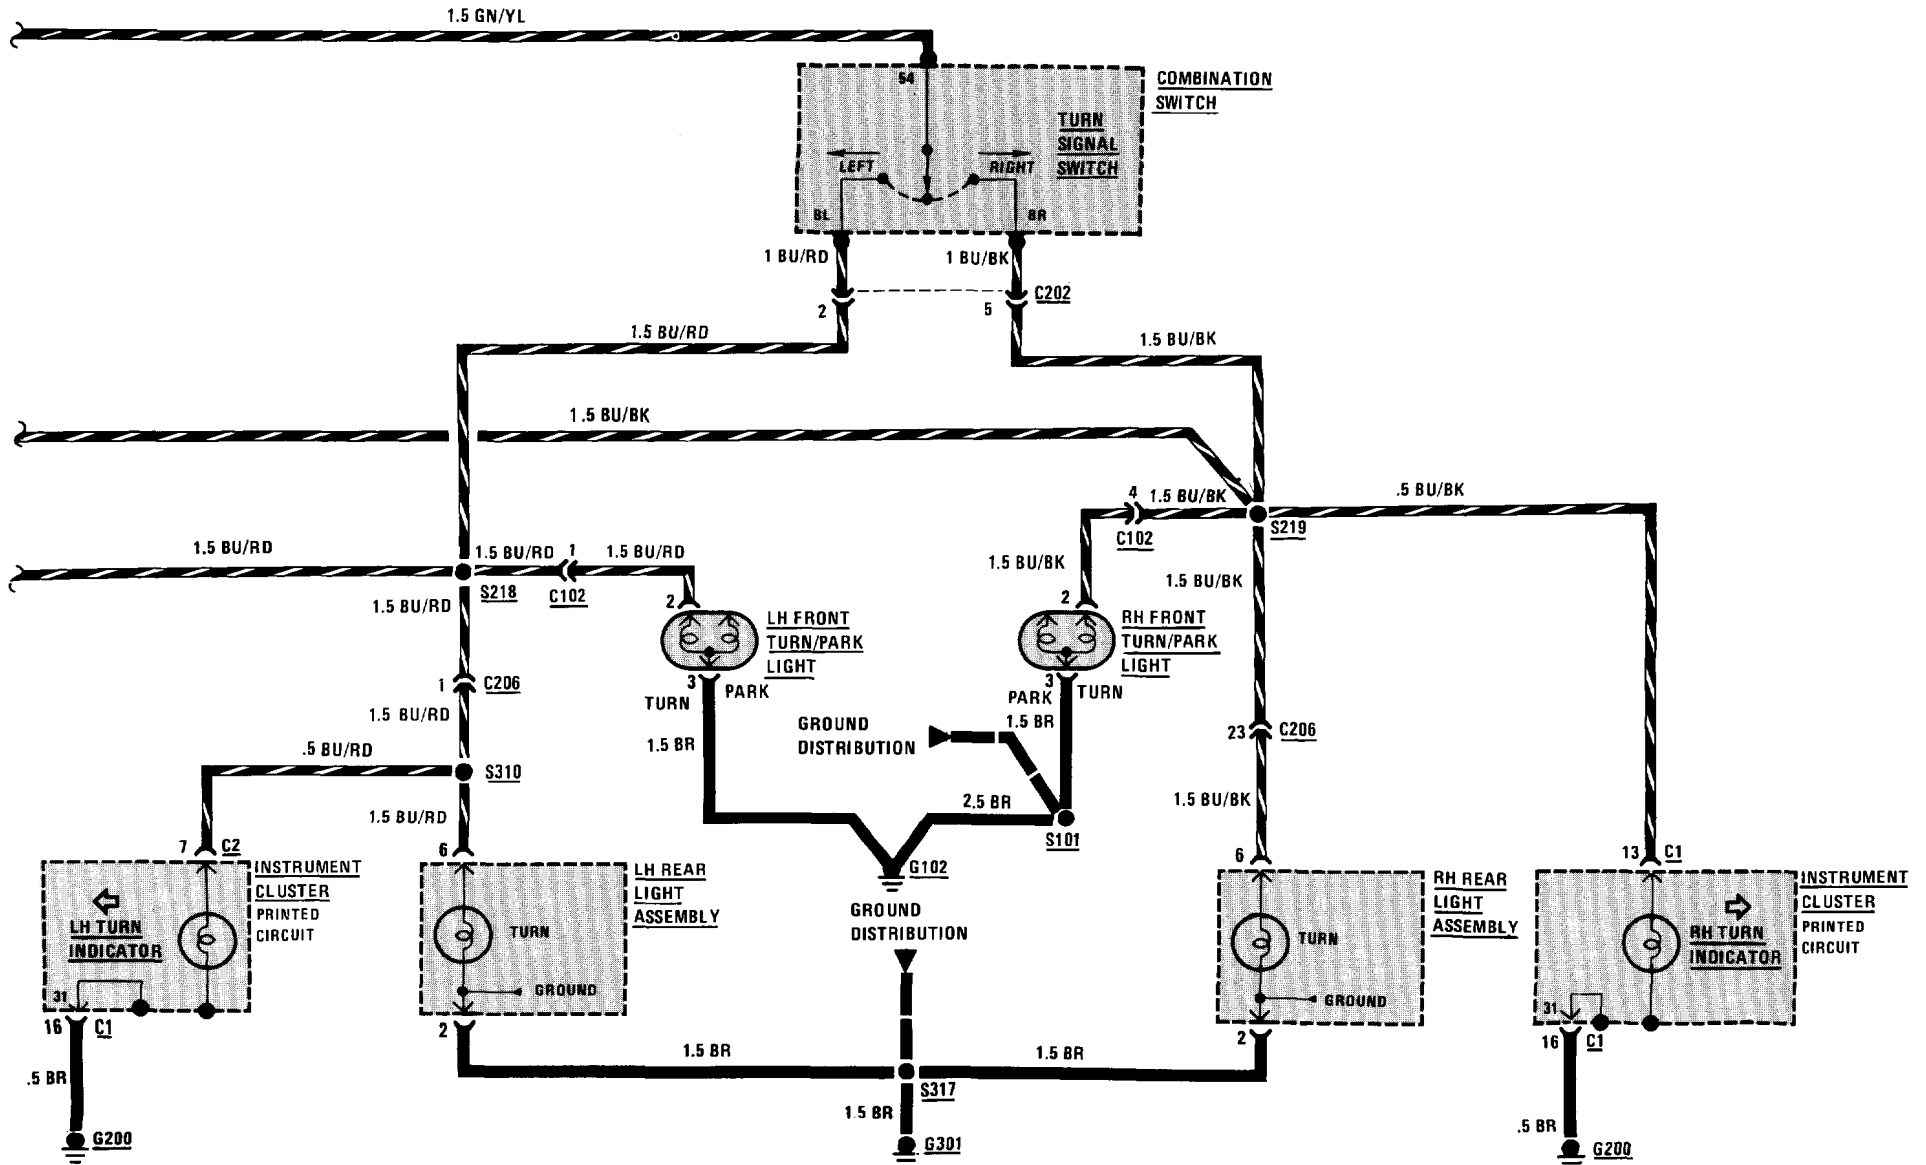 1.5 GN/YL
54
COMBINATION
SWITCH
TURN
SIGNAL
SWITCH
LEFT
RIGHT
BL
BR
1 BU/RD
1 BU/BK
C202
2
5
1.5 BU/RD
1.5 BU/BK
1.5 BU/BK
4
1.5 BU/BK
.5 BU/BK
S219
C102
1.5 BU/RD
1.5 BU/RD
1
1.5 BU/RD
S218
C102
1.5 BU/BK
1.5 BU/BK
1.5 BU/RD
2
LH FRONT
TURN/PARK
LIGHT
2
RH FRONT
TURN/PARK
LIGHT
1
C206
3
TURN
PARK
3
PARK
TURN
1.5 BU/RD
GROUND
DISTRIBUTION
1.5 BR
23
C206
.5 BU/RD
S310
1.5 BR
1.5 BU/RD
2.5 BR
S101
1.5 BU/BK
7
C2
6
G102
6
13
C1
INSTRUMENT
CLUSTER
PRINTED
CIRCUIT
LH TURN
INDICATOR
LH REAR
LIGHT
ASSEMBLY
TURN
GROUND
GROUND
DISTRIBUTION
RH REAR
LIGHT
ASSEMBLY
TURN
GROUND
INSTRUMENT
CLUSTER
PRINTED
CIRCUIT
RH TURN
INDICATOR
31
16
C1
2
2
31
16
C1
1.5 BR
1.5 BR
.5 BR
S317
1.5 BR
.5 BR
G200
G301
G200